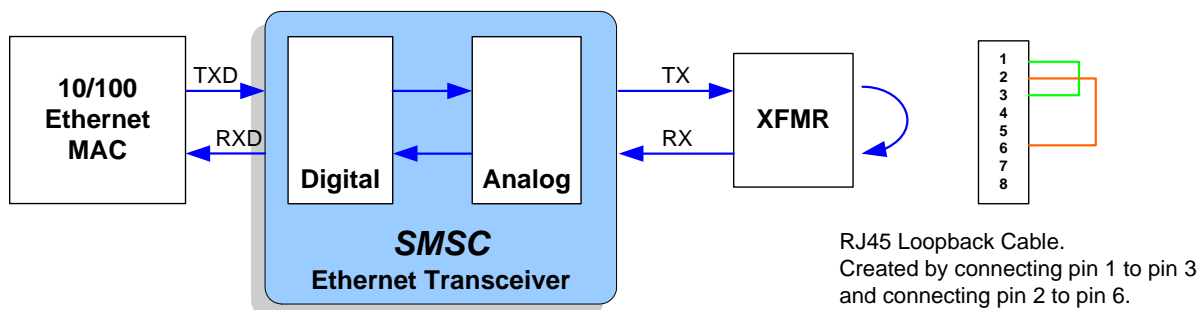 10/100
Ethernet
MAC
TXD
RXD
Digital
Analog
SMSC
Ethernet Transceiver
TX
RX
XFMR
1
2
3
4
5
6
7
8
RJ45 Loopback Cable.
Created by connecting pin 1 to pin 3
and connecting pin 2 to pin 6.